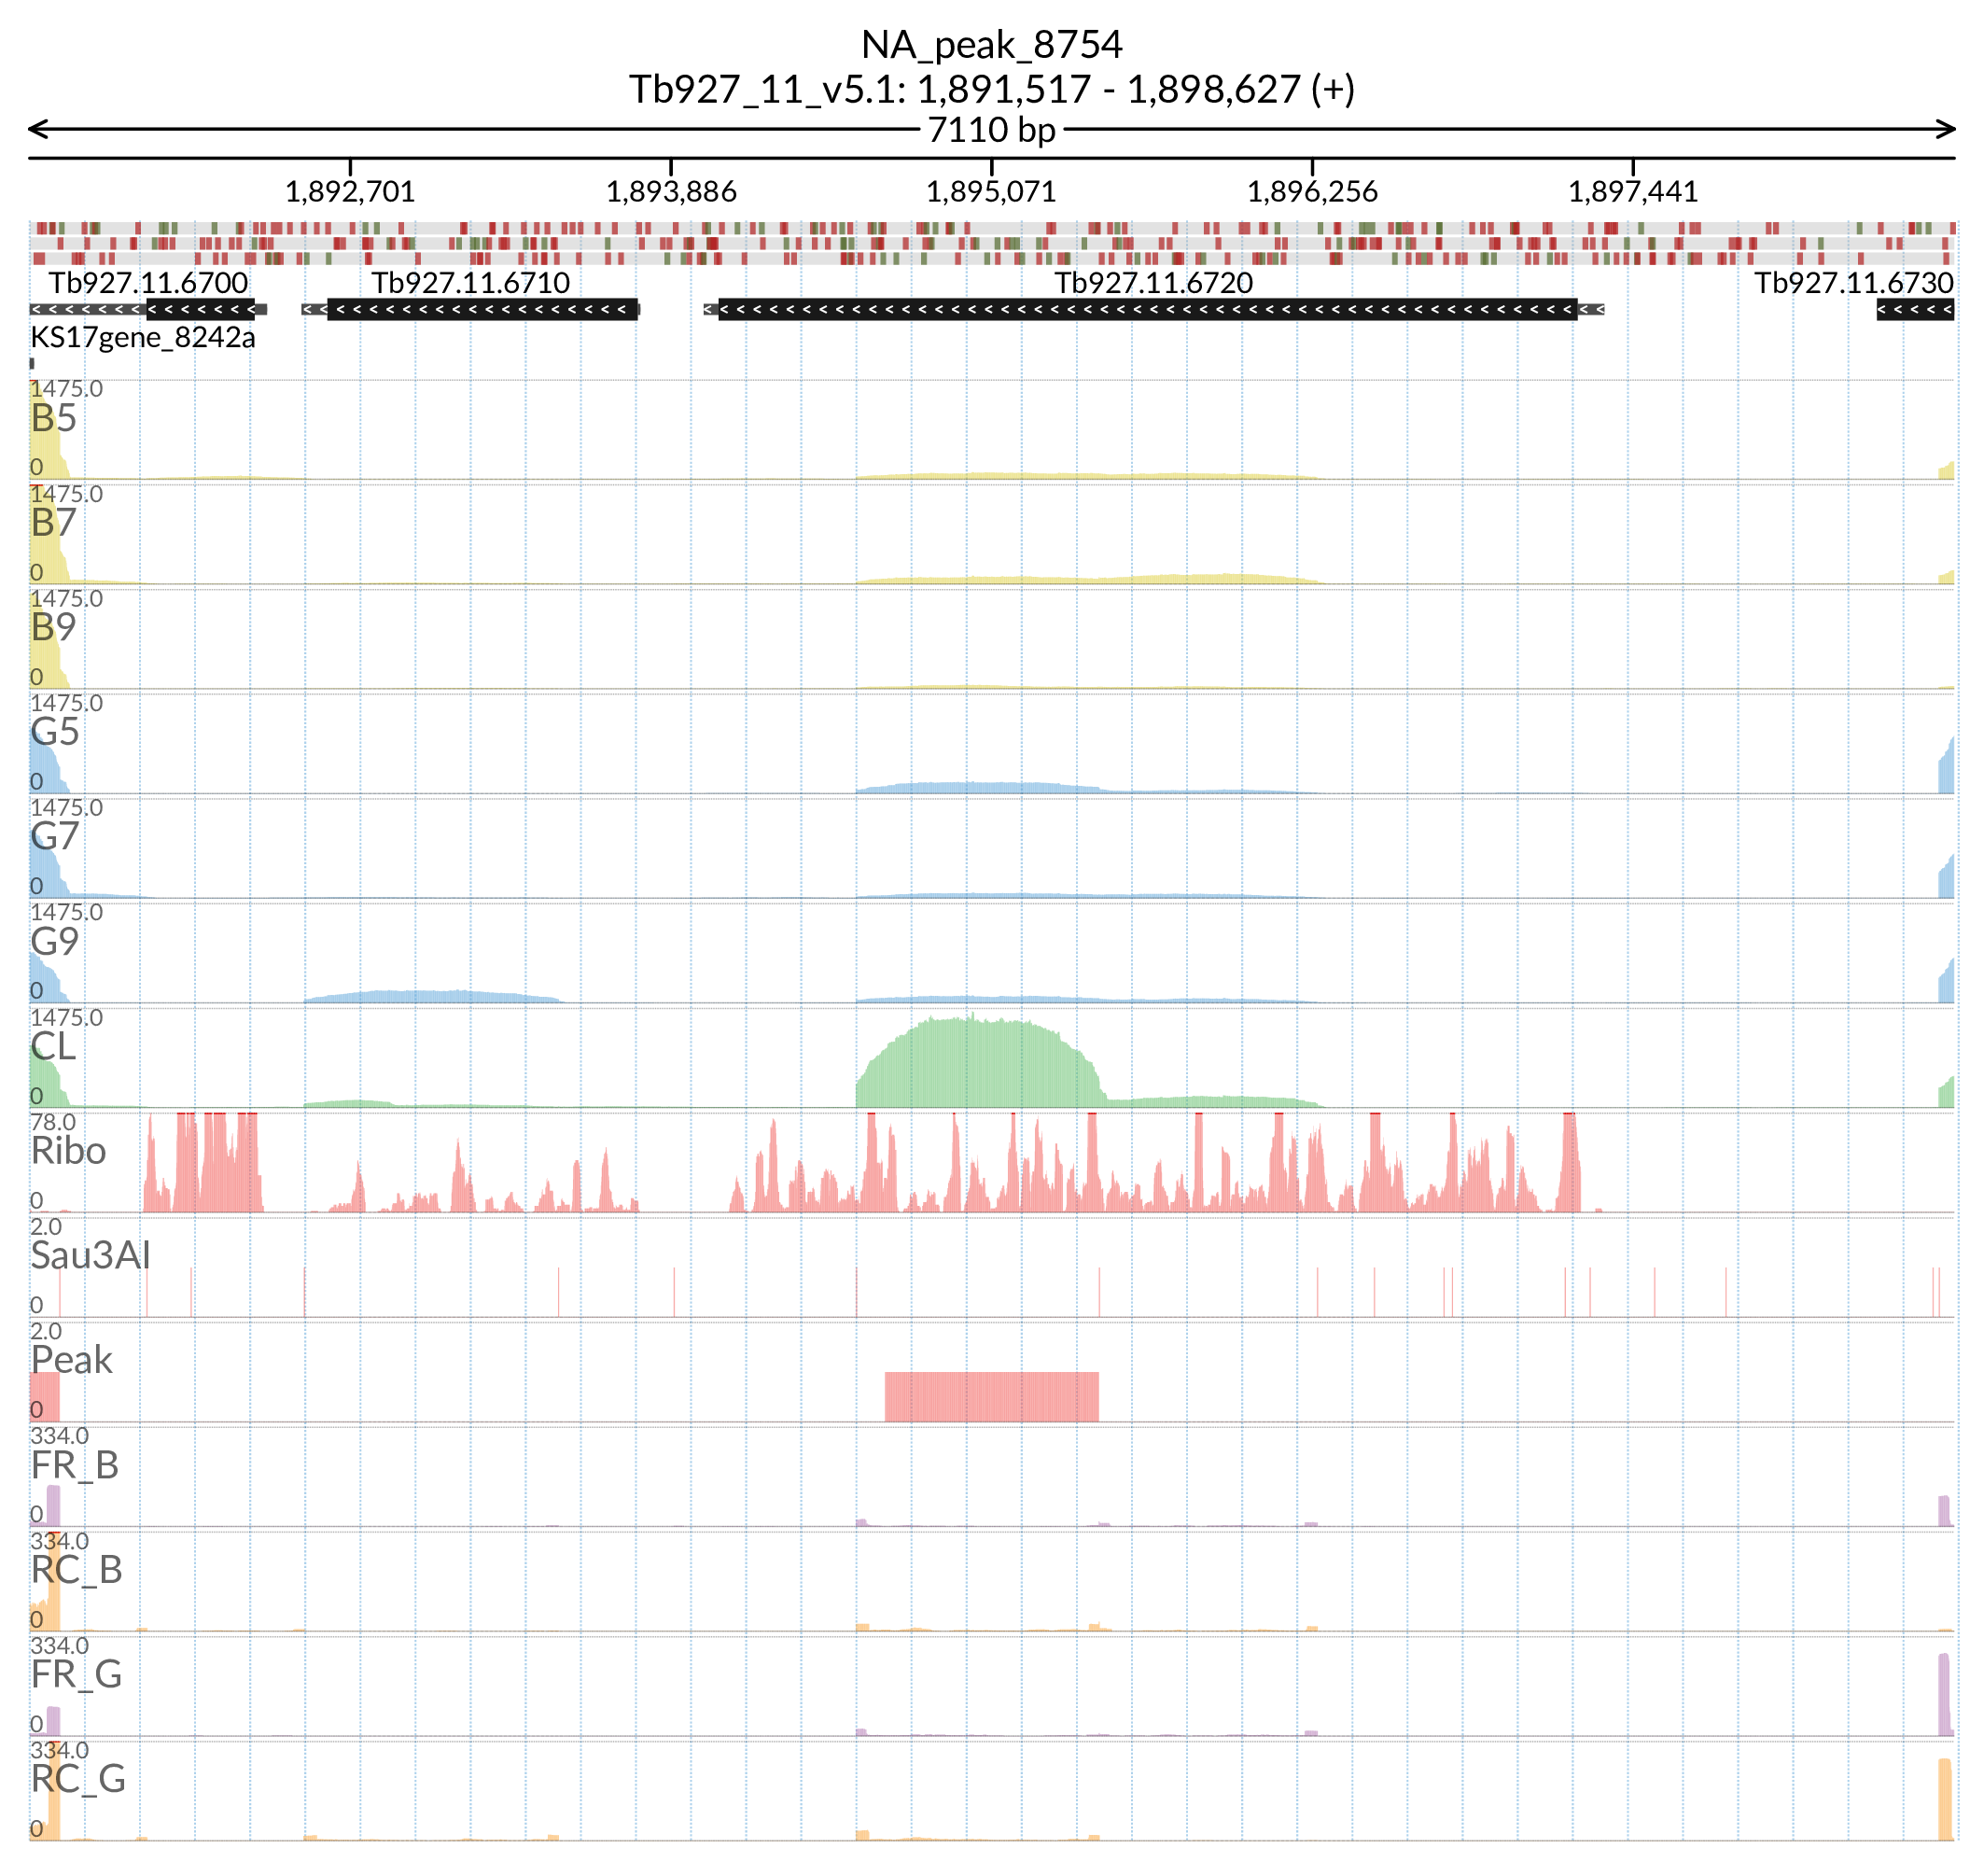 NA_peak_8754
Tb927_11_v5.1: 1,891,517 - 1,898,627 (+)
7110 bp
1,892,701 1,893,886 1,895,071 1,896,256 1,897,441
Tb927.11.6700 Tb927.11.6710 Tb927.11.6720 Tb927.11.6730
KS17gene_8242a
1475.0
B5
0
1475.0
B7
0
1475.0
B9
0
1475.0
G5
0
1475.0
G7
0
1475.0
G9
0
1475.0
CL
0
78.0
Ribo
0
2.0
Sau3AI
0
2.0
Peak
0
334.0
FR_B
0
334.0
RC_B
0
334.0
FR_G
0
334.0
RC_G
0